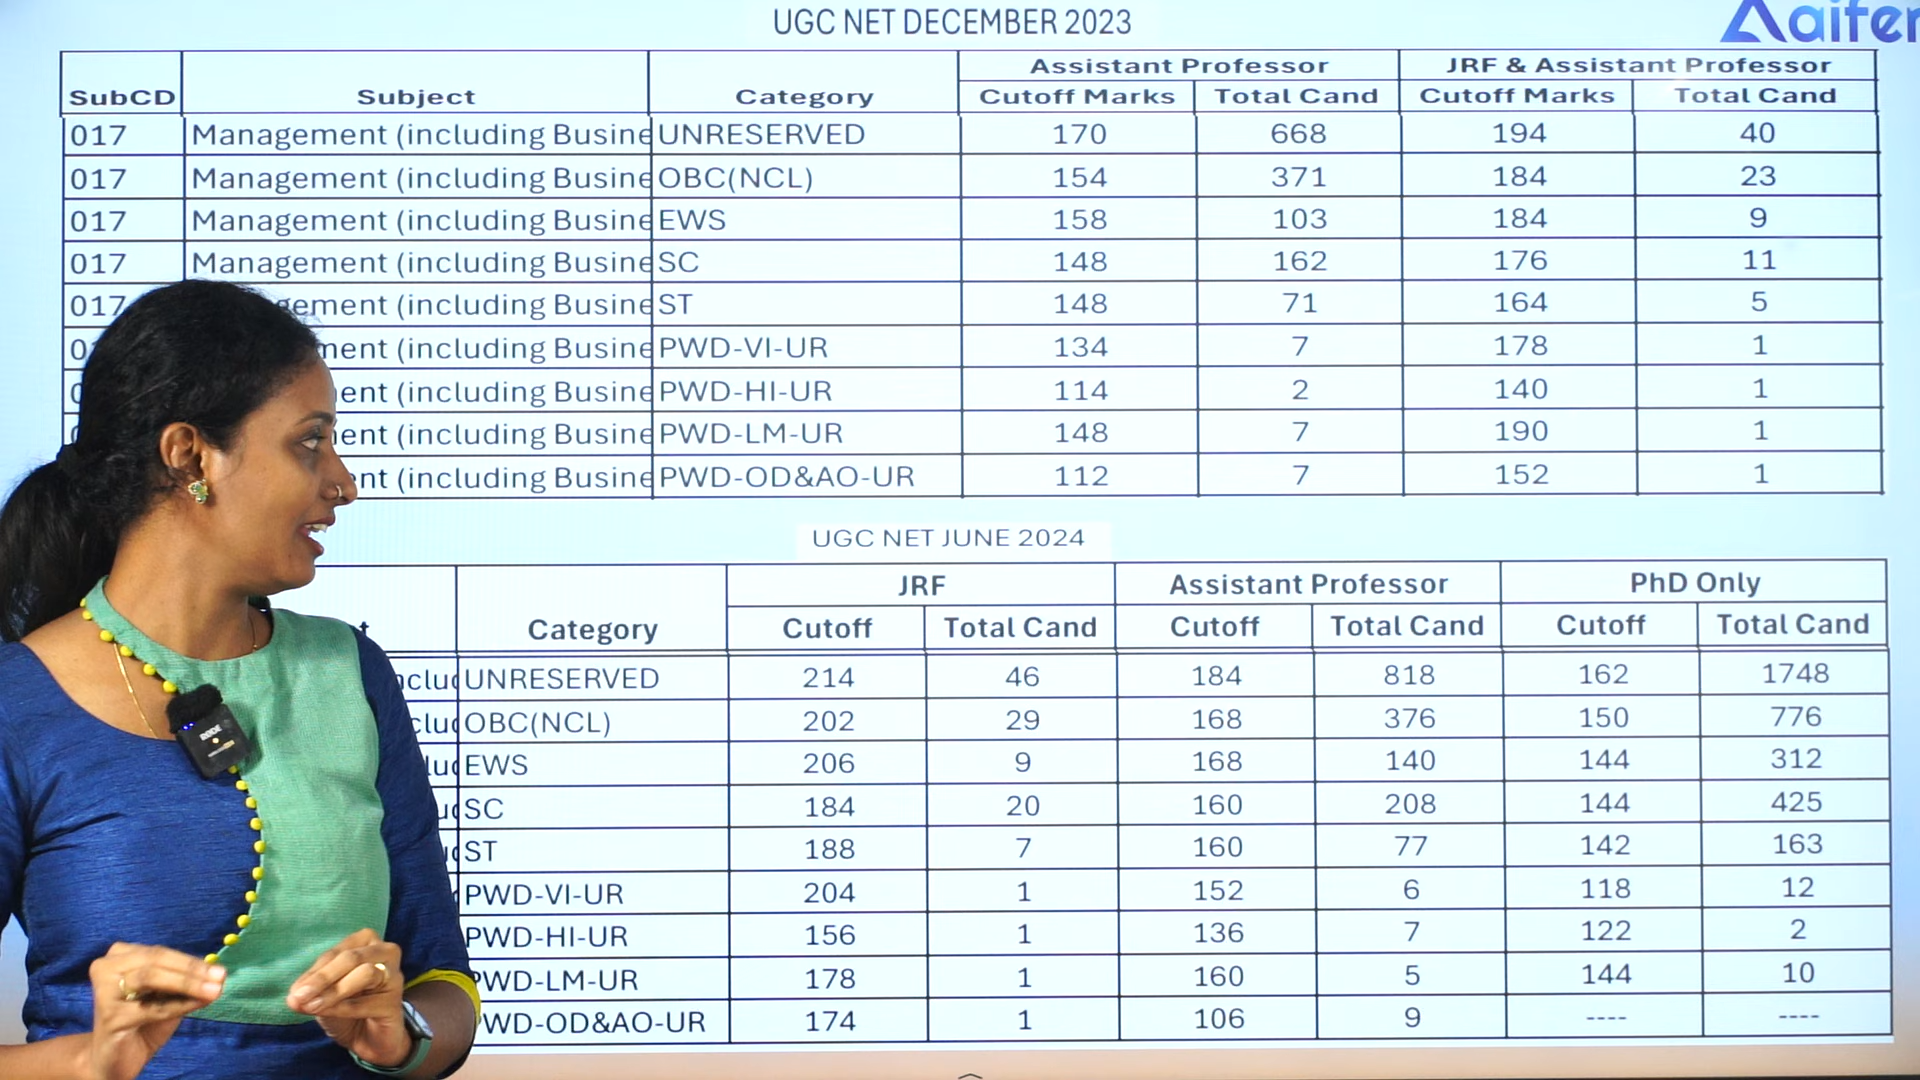 UGC NET DECEMBER 2023
aifer
Assistant Professor JRF & Assistant Professor
SubCD Subject Category Cutoff Marks Total Cand Cutoff Marks Total Cand
017 Management (including Busine UNRESERVED 170 668 194 40
017 Management (including Busine OBC(NCL) 154 371 184 23
017 Management (including Busine EWS 158 103 184 9
017 Management (including Busine SC 148 162 176 11
017 gement (including Busine ST 148 71 164 5
0 ment (including Busine PWD-VI-UR 134 7 178 1
ent (including Busine PWD-HI-UR 114 2 140 1
ent (including Busine PWD-LM-UR 148 7 190 1
nt (including Busine PWD-OD&AO-UR 112 7 152 1
UGC NET JUNE 2024
JRF Assistant Professor PhD Only
t Category Cutoff Total Cand Cutoff Total Cand Cutoff Total Cand
nclud UNRESERVED 214 46 184 818 162 1748
clud OBC(NCL) 202 29 168 376 150 776
lud EWS 206 9 168 140 144 312
ud SC 184 20 160 208 144 425
ST 188 7 160 77 142 163
PWD-VI-UR 204 1 152 6 118 12
PWD-HI-UR 156 1 136 7 122 2
PWD-LM-UR 178 1 160 5 144 10
WD-OD&AO-UR 174 1 106 9 ---- ----
RØDE